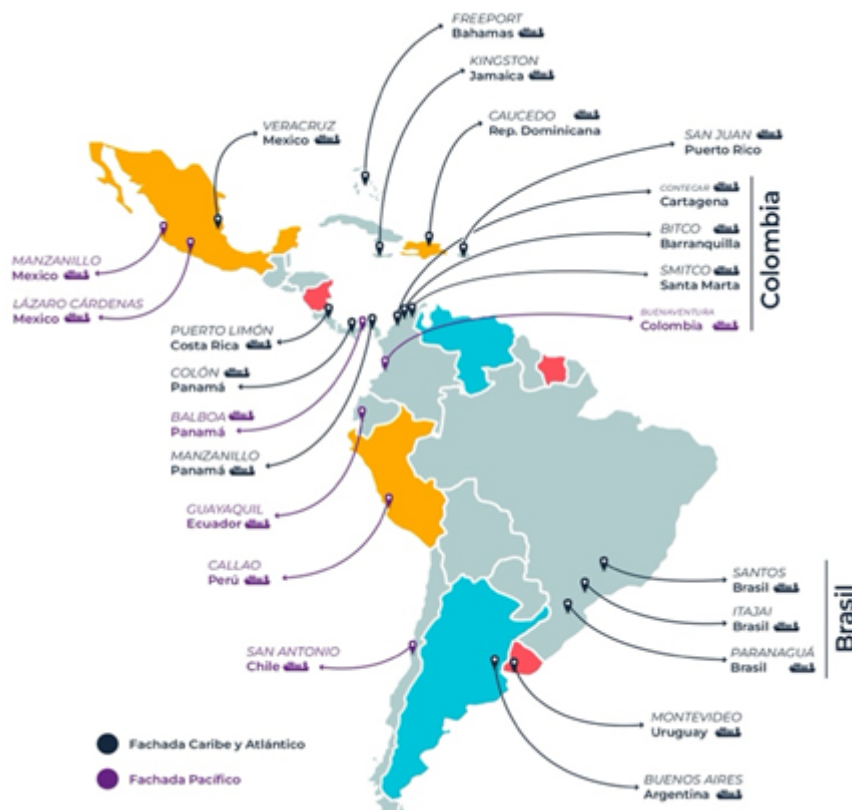 FREEPORT
Bahamas
KINGSTON
Jamaica
CAUCEDO
Rep. Dominicana
VERACRUZ
Mexico
SAN JUAN
Puerto Rico
CONTECAR
Cartagena
BITCO
Barranquilla
SMITCO
Santa Marta
BUENAVENTURA
Colombia
Colombia
MANZANILLO
Mexico
LÁZARO CÁRDENAS
Mexico
PUERTO LIMÓN
Costa Rica
COLÓN
Panamá
BALBOA
Panamá
MANZANILLO
Panamá
GUAYAQUIL
Ecuador
CALLAO
Perú
SAN ANTONIO
Chile
SANTOS
Brasil
ITAJAI
Brasil
PARANAGUÁ
Brasil
Brasil
MONTEVIDEO
Uruguay
BUENOS AIRES
Argentina
Fachada Caribe y Atlántico
Fachada Pacífico